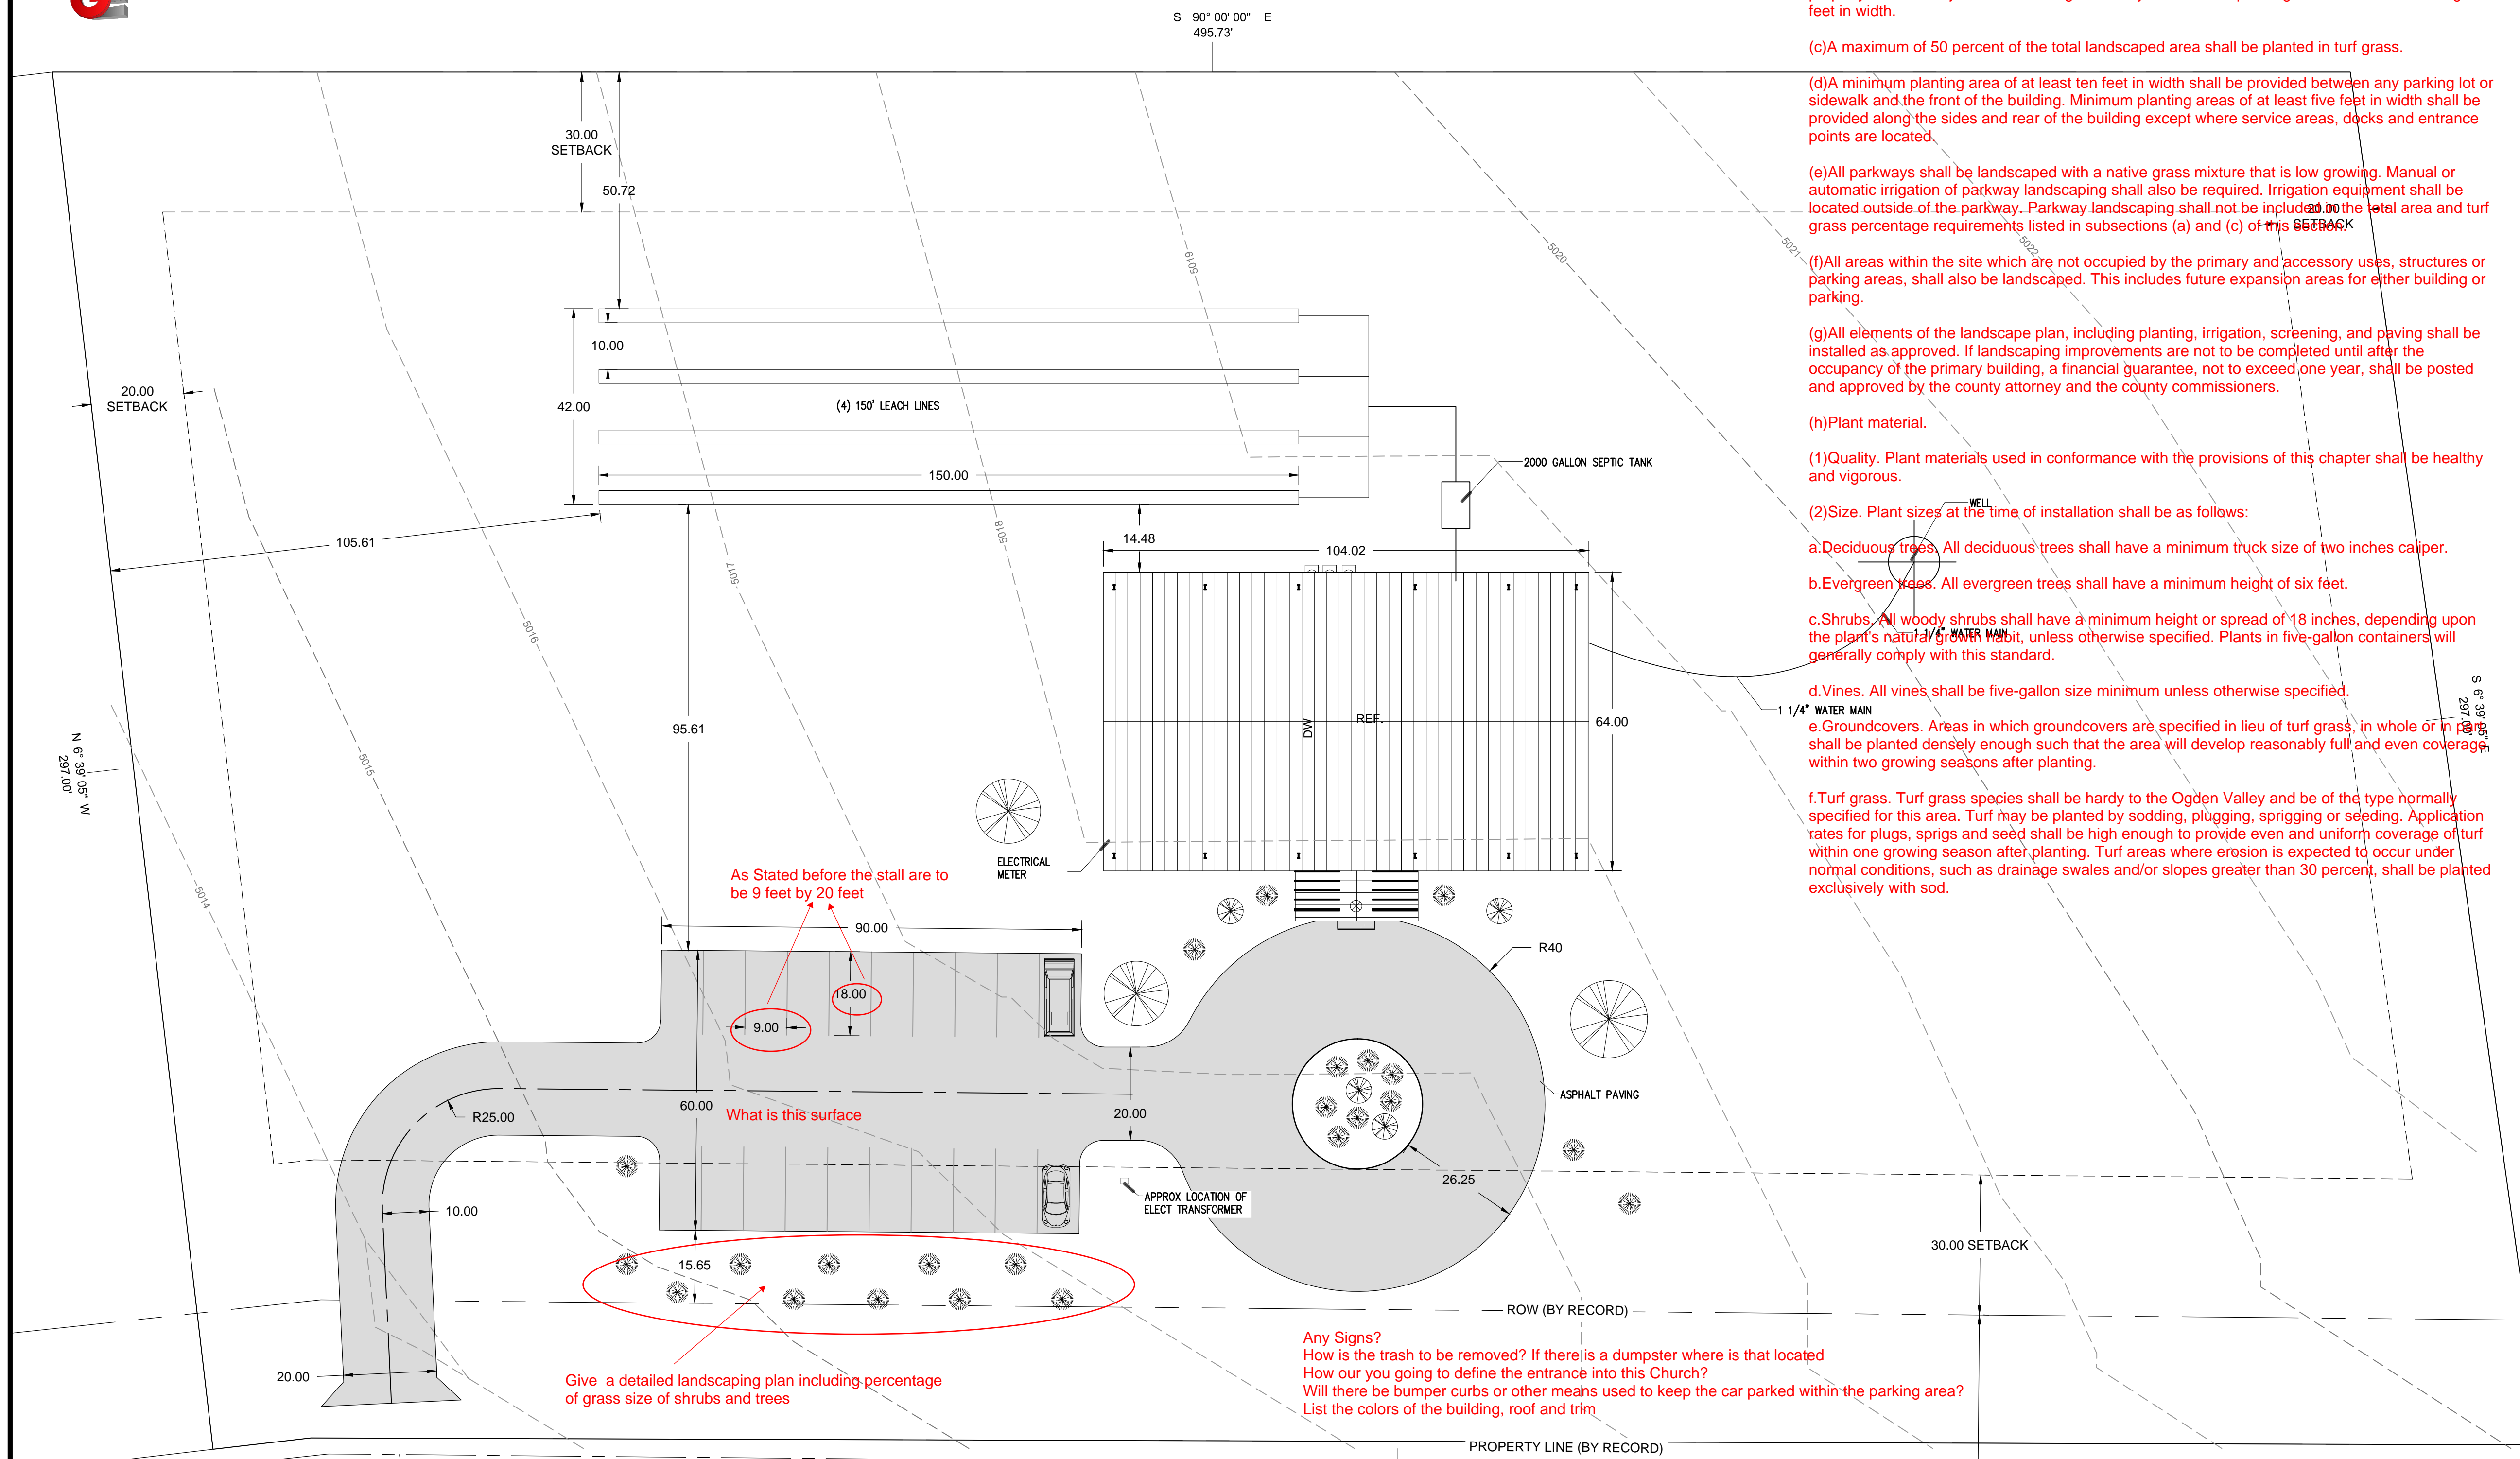 S 90° 00' 00" E
495.73'
feet in width.
(c)A maximum of 50 percent of the total landscaped area shall be planted in turf grass.
(d)A minimum planting area of at least ten feet in width shall be provided between any parking lot or
sidewalk and the front of the building. Minimum planting areas of at least five feet in width shall be
provided along the sides and rear of the building except where service areas, docks and entrance
points are located.
(e)All parkways shall be landscaped with a native grass mixture that is low growing. Manual or
automatic irrigation of parkway landscaping shall also be required. Irrigation equipment shall be
located outside of the parkway. Parkway landscaping shall not be included in the total area and turf
grass percentage requirements listed in subsections (a) and (c) of this section.
(f)All areas within the site which are not occupied by the primary and accessory uses, structures or
parking areas, shall also be landscaped. This includes future expansion areas for either building or
parking.
(g)All elements of the landscape plan, including planting, irrigation, screening, and paving shall be
installed as approved. If landscaping improvements are not to be completed until after the
occupancy of the primary building, a financial guarantee, not to exceed one year, shall be posted
and approved by the county attorney and the county commissioners.
(h)Plant material.
(1)Quality. Plant materials used in conformance with the provisions of this chapter shall be healthy
and vigorous.
(2)Size. Plant sizes at the time of installation shall be as follows:
a.Deciduous trees. All deciduous trees shall have a minimum truck size of two inches caliper.
b.Evergreen trees. All evergreen trees shall have a minimum height of six feet.
c.Shrubs. All woody shrubs shall have a minimum height or spread of 18 inches, depending upon
the plant's natural growth habit, unless otherwise specified. Plants in five-gallon containers will
generally comply with this standard.
d.Vines. All vines shall be five-gallon size minimum unless otherwise specified.
e.Groundcovers. Areas in which groundcovers are specified in lieu of turf grass, in whole or in part
shall be planted densely enough such that the area will develop reasonably full and even coverage
within two growing seasons after planting.
f.Turf grass. Turf grass species shall be hardy to the Ogden Valley and be of the type normally
specified for this area. Turf may be planted by sodding, plugging, sprigging or seeding. Application
rates for plugs, sprigs and seed shall be high enough to provide even and uniform coverage of turf
within one growing season after planting. Turf areas where erosion is expected to occur under
normal conditions, such as drainage swales and/or slopes greater than 30 percent, shall be planted
exclusively with sod.
30.00
SETBACK
50.72
20.00
SETBACK
5019
5020
5021
5022
10.00
20.00
SETBACK
42.00
(4) 150' LEACH LINES
150.00
2000 GALLON SEPTIC TANK
WELL
105.61
5018
14.48
104.02
5017
5016
1 1/4" WATER MAIN
1 1/4" WATER MAIN
95.61
DW
REF.
64.00
N 6° 39' 05" W
297.00'
S 6° 39' 05" E
297.00'
5015
5014
ELECTRICAL
METER
As Stated before the stall are to
be 9 feet by 20 feet
90.00
R40
18.00
9.00
R25.00
60.00
What is this surface
20.00
ASPHALT PAVING
26.25
10.00
APPROX LOCATION OF
ELECT TRANSFORMER
30.00 SETBACK
15.65
ROW (BY RECORD)
20.00
Give a detailed landscaping plan including percentage
of grass size of shrubs and trees
Any Signs?
How is the trash to be removed? If there is a dumpster where is that located
How our you going to define the entrance into this Church?
Will there be bumper curbs or other means used to keep the car parked within the parking area?
List the colors of the building, roof and trim
PROPERTY LINE (BY RECORD)